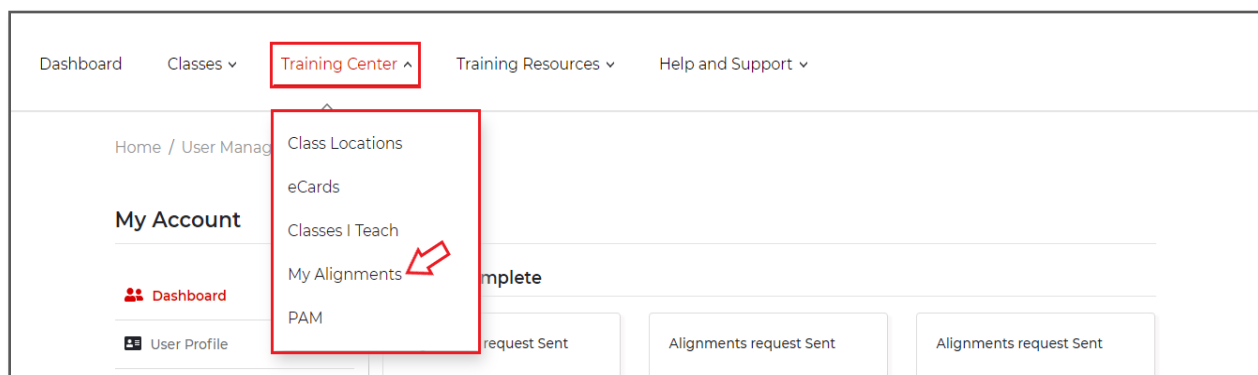 Dashboard Classes Training Center Training Resources Help and Support
Home / User Manag
Class Locations
eCards
My Account
Classes I Teach
My Alignments
mplete
Dashboard
PAM
User Profile
request Sent Alignments request Sent Alignments request Sent